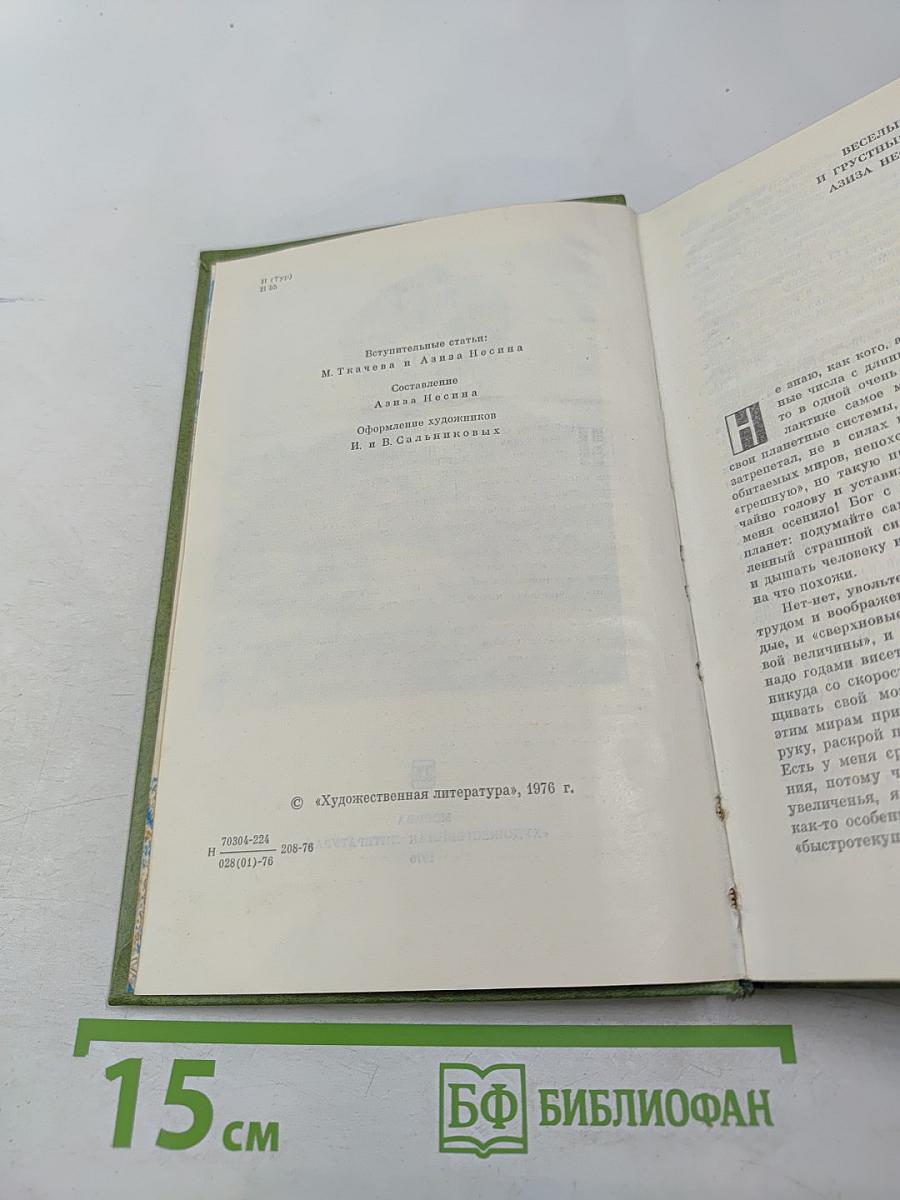 И (Тур)
Н 55
Вступительные статьи:
М. Ткачева и Азиза Несина
Составление
Азиза Несина
Оформление художников
И. и В. Сальниковых
© «Художественная литература», 1976 г.
Н 70304-224 208-76
028(01)-76
И ГРУСТНЫ
АЗИЗА НЕ
Не знаю, как кого, а
ные числа с длин
то в одной очень
лактике самое м
свои планетные системы,
затрепетал, не в силах
обитаемых миров, непохо
«грешную», но такую
чайно голову и устави
меня осенило! Бог с
планет: подумайте са
ленный страшной си
и дышать человеку
на что похожи.
Нет-нет, увольте
трудом и воображе
дые, и «сверхновые
вой величины», и
надо годами висет
никуда со скорост
щивать свой мо
этим мирам при
руку, раскрой п
Есть у меня ср
ния, потому ч
увеличенья, я
как-то особен
«быстротекущ
15 см
БФ БИБЛИОФАН